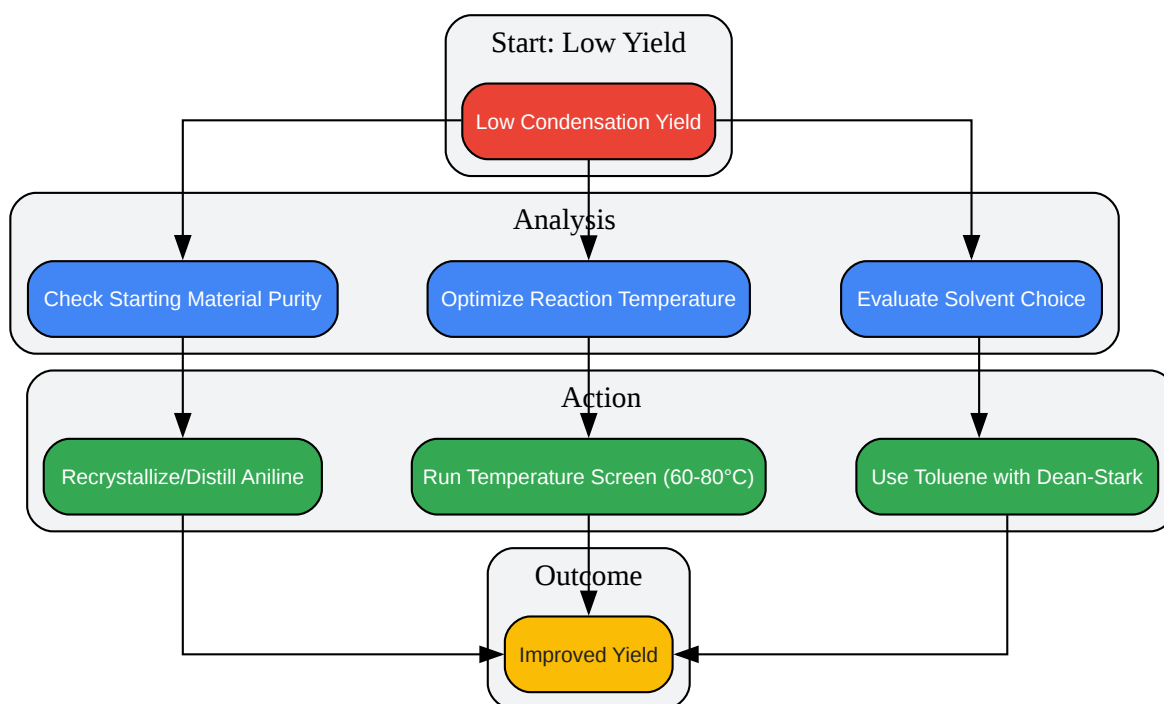 Start: Low Yield
Low Condensation Yield
Analysis
Check Starting Material Purity
Optimize Reaction Temperature
Evaluate Solvent Choice
Action
Recrystallize/Distill Aniline
Run Temperature Screen (60-80°C)
Use Toluene with Dean-Stark
Outcome
Improved Yield